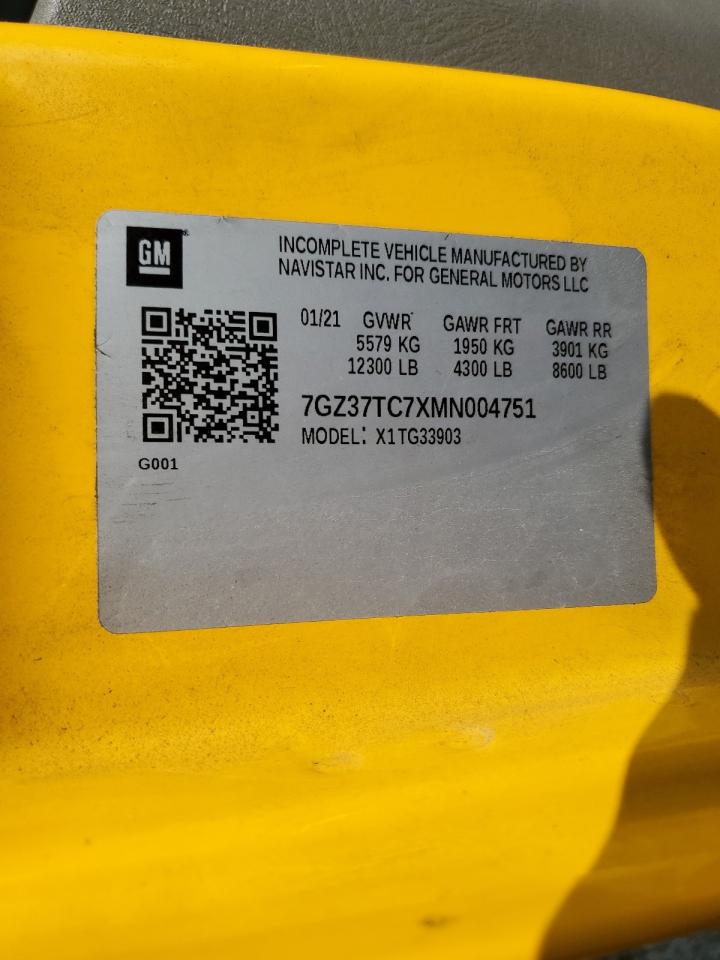 GM
INCOMPLETE VEHICLE MANUFACTURED BY
NAVISTAR INC. FOR GENERAL MOTORS LLC
01/21 GVWR GAWR FRT GAWR RR
5579 KG 1950 KG 3901 KG
12300 LB 4300 LB 8600 LB
7GZ37TC7XMN004751
MODEL: X1TG33903
G001